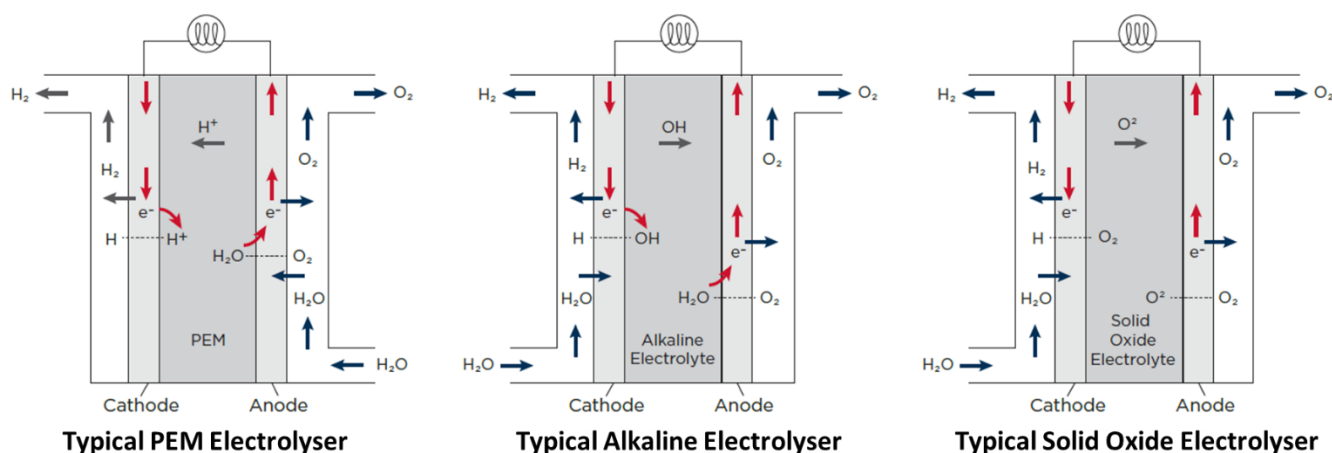 H₂
O₂
H⁺
H₂
O₂
e⁻
e⁻
H
H⁺
H₂O
O₂
H₂O
PEM
H₂O
Cathode
Anode
Typical PEM Electrolyser
H₂
O₂
OH
H₂
O₂
e⁻
H
OH
e⁻
H₂O
H₂O
O₂
Alkaline
Electrolyte
H₂O
Cathode
Anode
Typical Alkaline Electrolyser
H₂
O₂
O²
H₂
O₂
e⁻
H
O₂
e⁻
H₂O
O²
O₂
Solid
Oxide
Electrolyte
H₂O
Cathode
Anode
Typical Solid Oxide Electrolyser